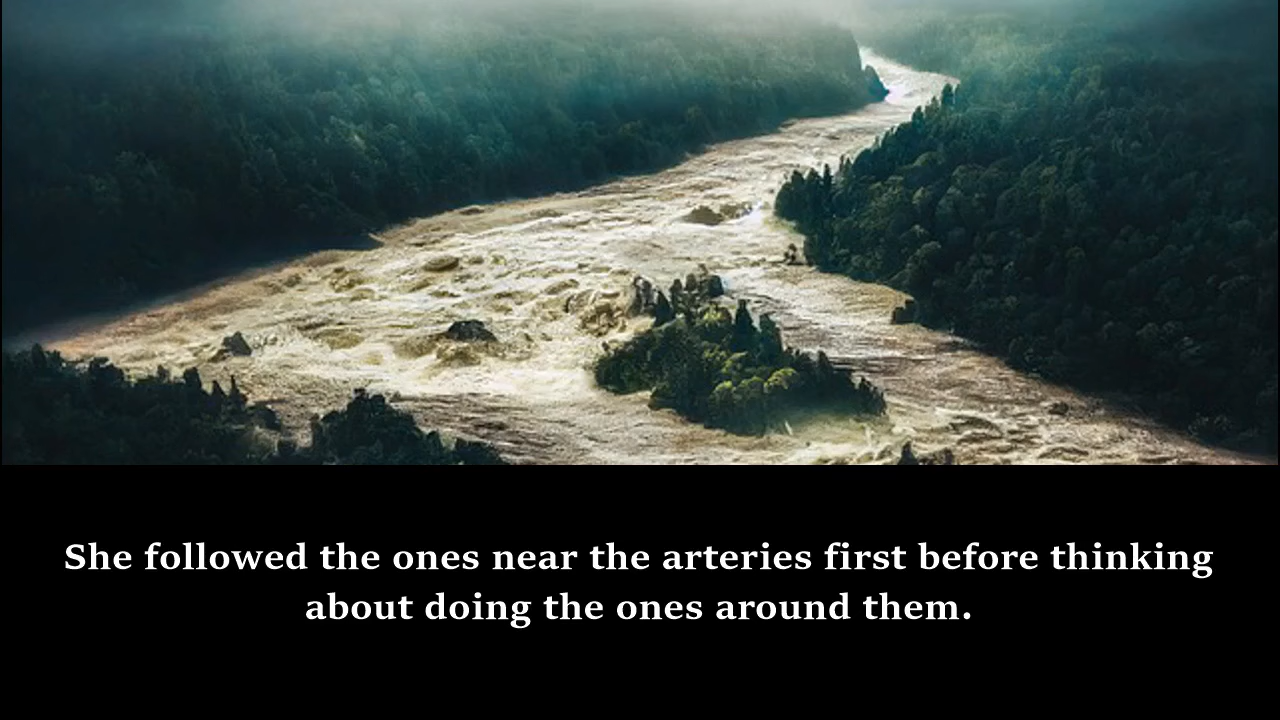 She followed the ones near the arteries first before thinking
about doing the ones around them.